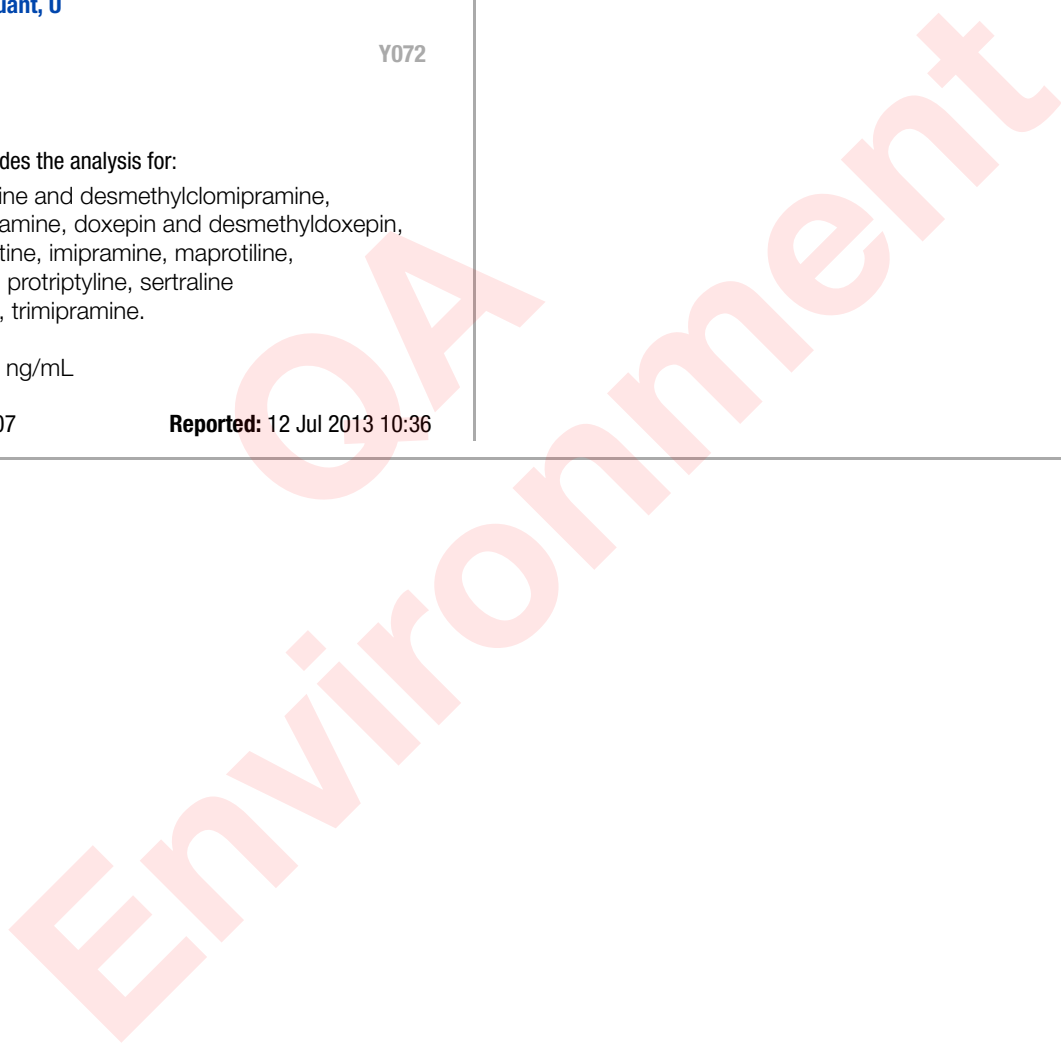 uant, U
Y072
des the analysis for:
ine and desmethylclomipramine,
amine, doxepin and desmethyldoxepin,
tine, imipramine, maprotiline,
protriptyline, sertraline
, trimipramine.
ng/mL
07 Reported: 12 Jul 2013 10:36
QA
Environment